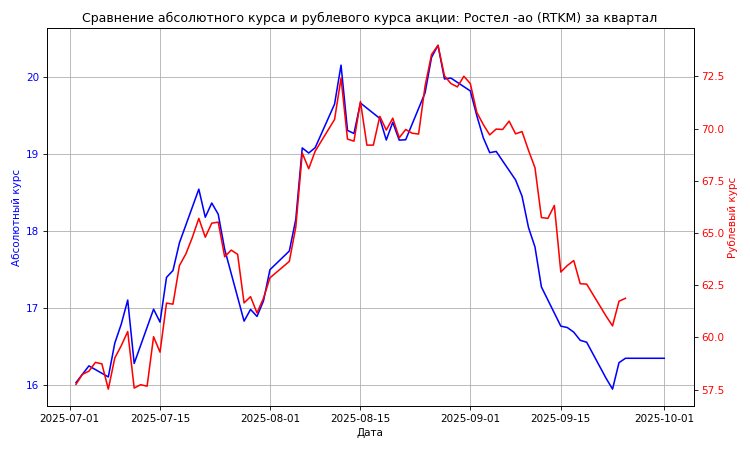 Сравнение абсолютного курса и рублевого курса акции: Ростел -ао (RTKM) за квартал
20
19
18
17
16
Абсолютный курс
72.5
70.0
67.5
65.0
62.5
60.0
57.5
Рублевый курс
2025-07-01 2025-07-15 2025-08-01 2025-08-15 2025-09-01 2025-09-15 2025-10-01
Дата